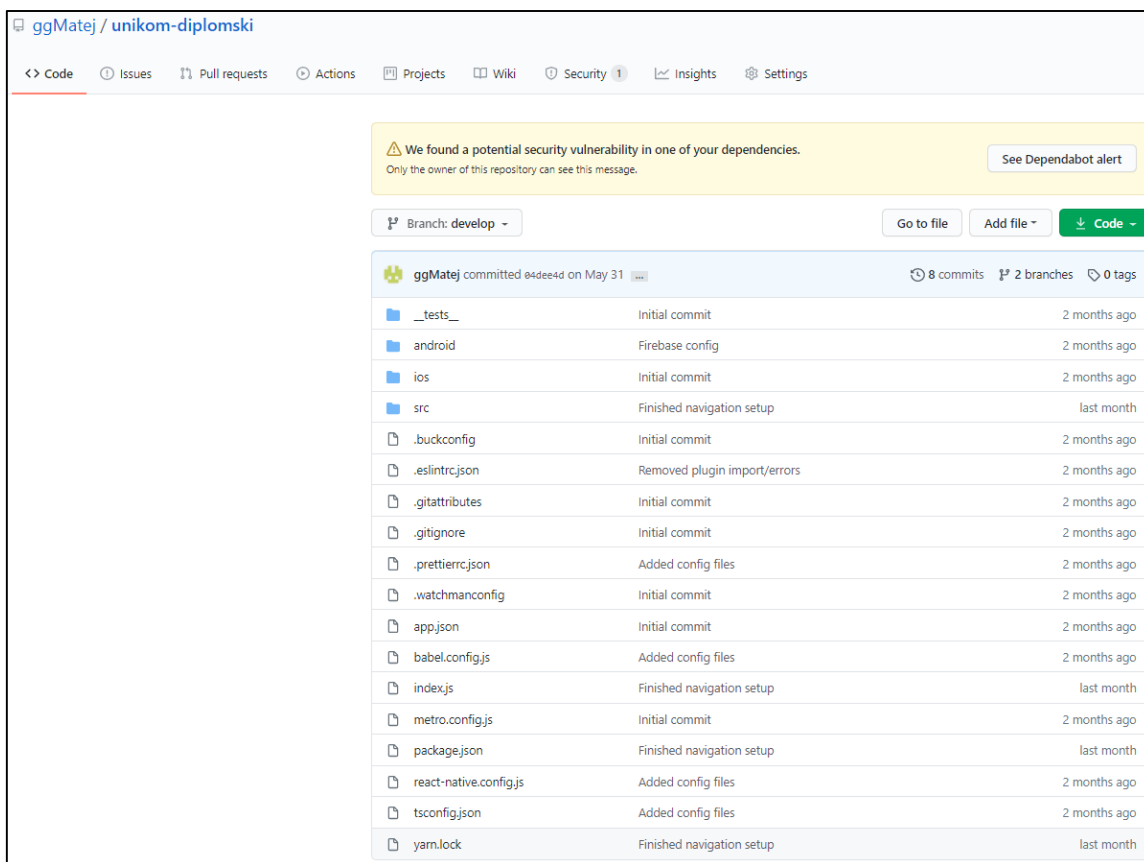 ggMatej / unikom-diplomski
Code Issues Pull requests Actions Projects Wiki Security 1 Insights Settings
We found a potential security vulnerability in one of your dependencies.
Only the owner of this repository can see this message.
See Dependabot alert
Branch: develop Go to file Add file Code
ggMatej committed 04dee4d on May 31 ... 8 commits 2 branches 0 tags
__tests__ Initial commit 2 months ago
android Firebase config 2 months ago
ios Initial commit 2 months ago
src Finished navigation setup last month
.buckconfig Initial commit 2 months ago
.eslintrc.json Removed plugin import/errors 2 months ago
.gitattributes Initial commit 2 months ago
.gitignore Initial commit 2 months ago
.prettierrc.json Added config files 2 months ago
.watchmanconfig Initial commit 2 months ago
app.json Initial commit 2 months ago
babel.config.js Added config files 2 months ago
index.js Finished navigation setup last month
metro.config.js Initial commit 2 months ago
package.json Finished navigation setup last month
react-native.config.js Added config files 2 months ago
tsconfig.json Added config files 2 months ago
yarn.lock Finished navigation setup last month